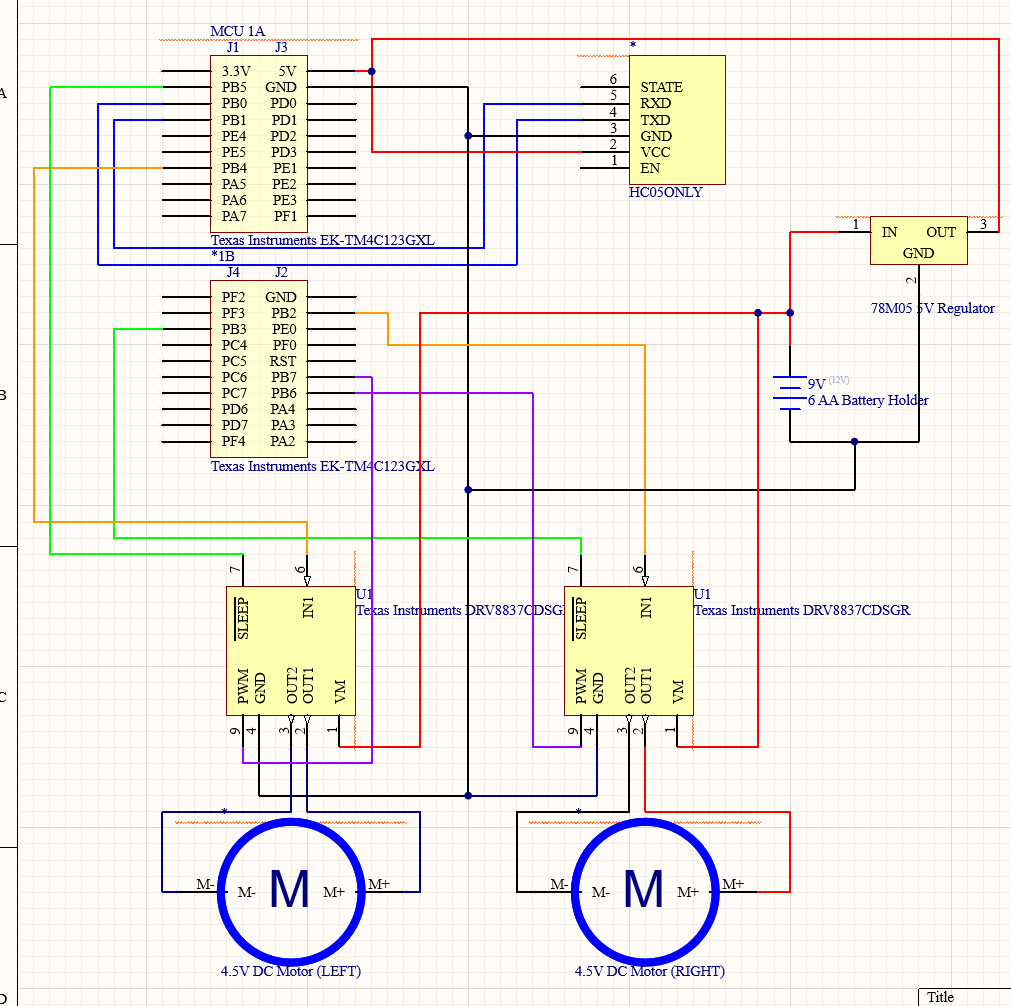 MCU 1A
J1 J3
3.3V 5V
PB5 GND
PB0 PD0
PB1 PD1
PE4 PD2
PE5 PD3
PB4 PE1
PA5 PE2
PA6 PE3
PA7 PF1
Texas Instruments EK-TM4C123GXL
*
6 STATE
5 RXD
4 TXD
3 GND
2 VCC
1 EN
HC05ONLY
A
1 IN OUT 3
GND
2
78M05 5V Regulator
*1B
J4 J2
PF2 GND
PF3 PB2
PB3 PE0
PC4 PF0
PC5 RST
PC6 PB7
PC7 PB6
PD6 PA4
PD7 PA3
PF4 PA2
Texas Instruments EK-TM4C123GXL
9V (12V)
6 AA Battery Holder
B
7 6
SLEEP IN1
U1
Texas Instruments DRV8837CDSG
PWM GND OUT2 OUT1 VM
9 4 3 2 1
7 6
SLEEP IN1
U1
Texas Instruments DRV8837CDSGR
PWM GND OUT2 OUT1 VM
9 4 3 2 1
C
*
M- M- M M+ M+
4.5V DC Motor (LEFT)
*
M- M- M M+ M+
4.5V DC Motor (RIGHT)
D
Title